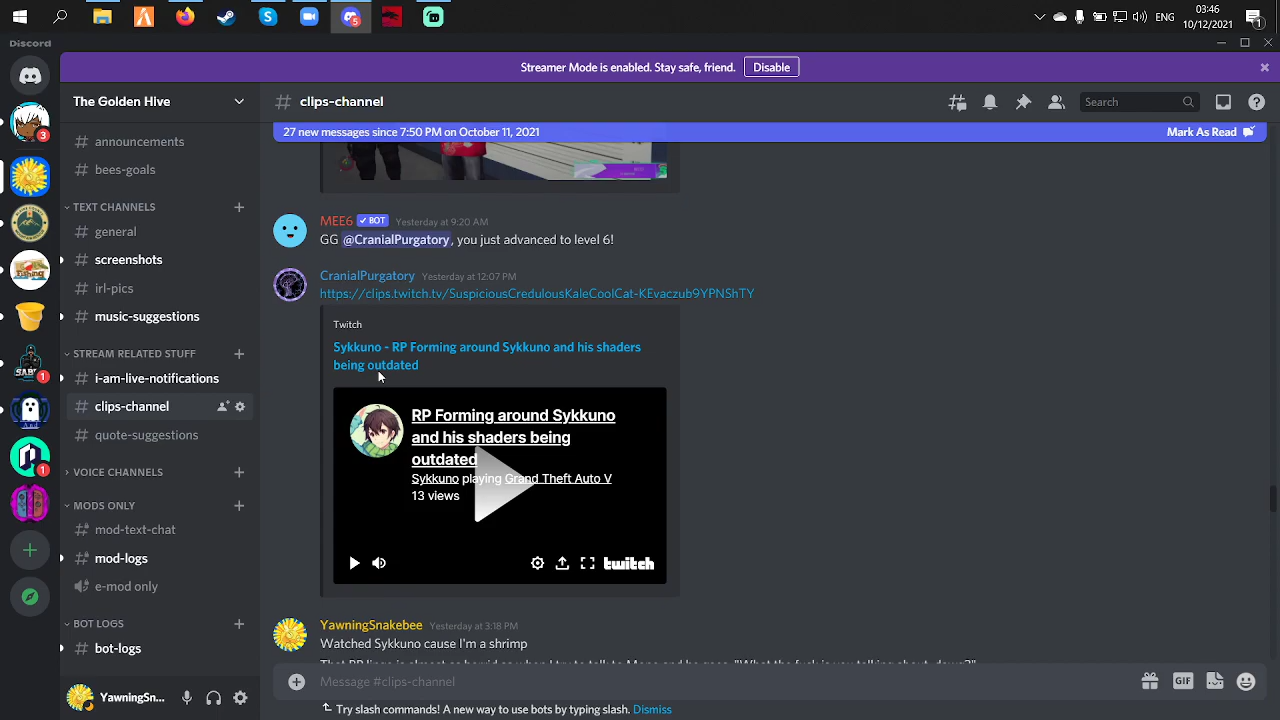 ENG
03:46
10/12/2021
1
5
Discord
Streamer Mode is enabled. Stay safe, friend.
Disable
The Golden Hive
clips-channel
Search
27 new messages since 7:50 PM on October 11, 2021
Mark As Read
announcements
bees-goals
TEXT CHANNELS
general
screenshots
irl-pics
music-suggestions
STREAM RELATED STUFF
i-am-live-notifications
clips-channel
quote-suggestions
VOICE CHANNELS
MODS ONLY
mod-text-chat
mod-logs
e-mod only
BOT LOGS
bot-logs
YawningSn...
3
1
1
MEE6 ✓ BOT Yesterday at 9:20 AM
GG @CranialPurgatory, you just advanced to level 6!
CranialPurgatory Yesterday at 12:07 PM
https://clips.twitch.tv/SuspiciousCredulousKaleCoolCat-KEvaczub9YPNShTY
Twitch
Sykkuno - RP Forming around Sykkuno and his shaders
being outdated
RP Forming around Sykkuno
and his shaders being
outdated
Sykkuno playing Grand Theft Auto V
13 views
twitch
YawningSnakebee Yesterday at 3:18 PM
Watched Sykkuno cause I'm a shrimp
Message #clips-channel
GIF
Try slash commands! A new way to use bots by typing slash. Dismiss